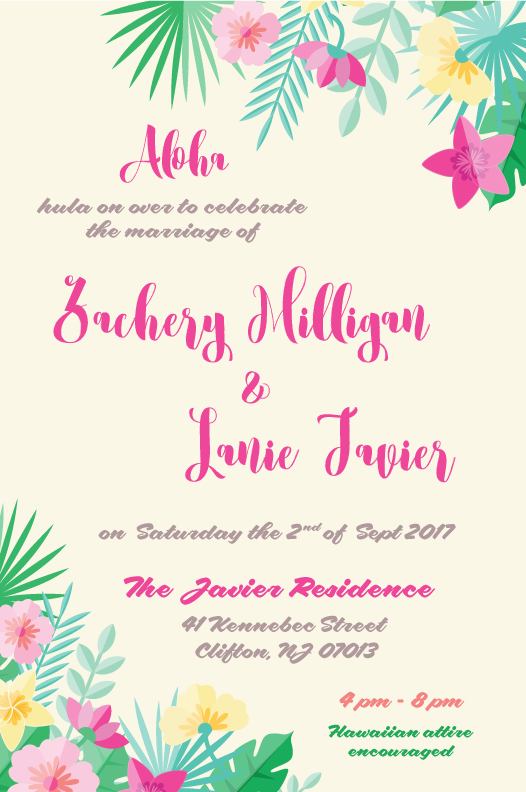 Aloha
hula on over to celebrate
the marriage of
Zachery Milligan
&
Lanie Javier
on Saturday the 2nd of Sept 2017
The Javier Residence
41 Kennebec Street
Clifton, NJ 07013
4 pm - 8 pm
Hawaiian attire
encouraged